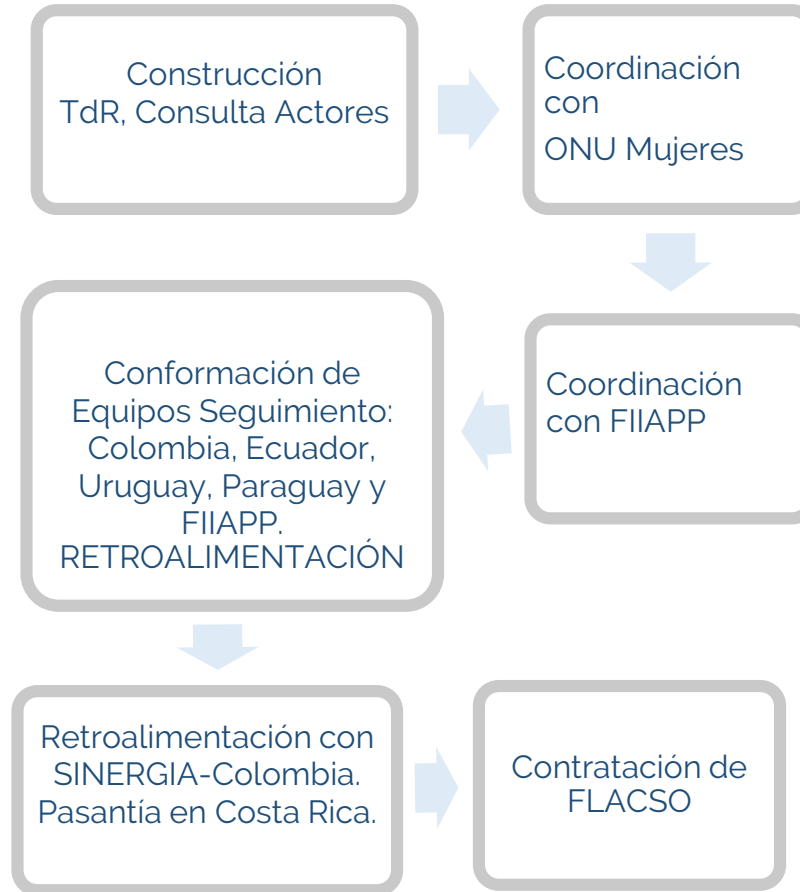 Construcción
TdR, Consulta Actores
Coordinación
con
ONU Mujeres
Coordinación
con FIIAPP
Conformación de
Equipos Seguimiento:
Colombia, Ecuador,
Uruguay, Paraguay y
FIIAPP.
RETROALIMENTACIÓN
Retroalimentación con
SINERGIA-Colombia.
Pasantía en Costa Rica.
Contratación de
FLACSO